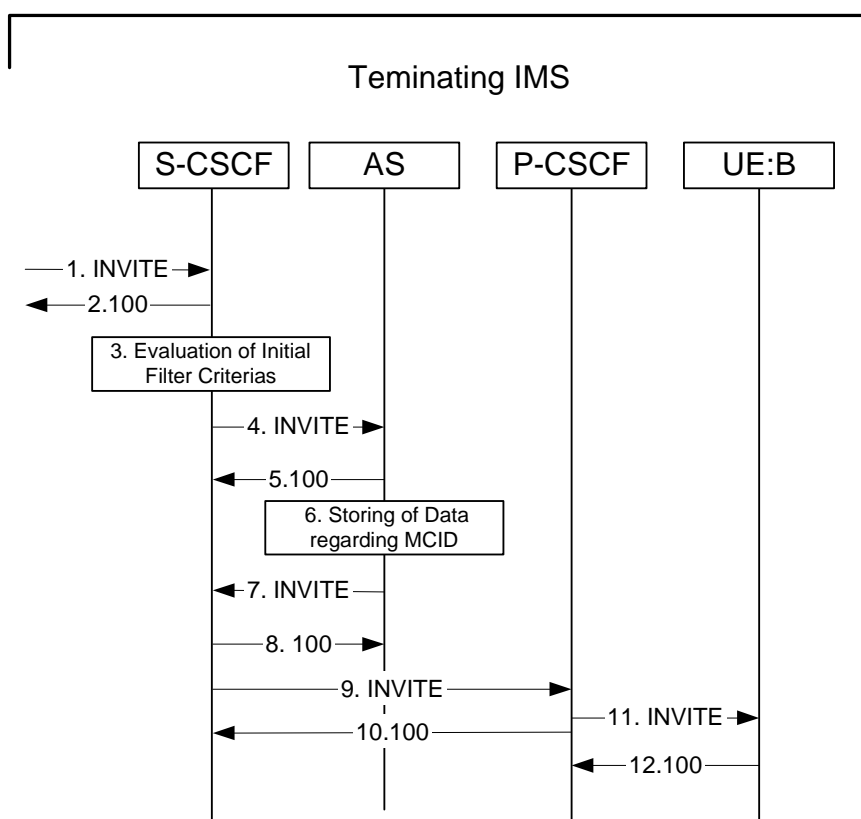 Teminating IMS
S-CSCF
AS
P-CSCF
UE:B
1. INVITE
2.100
3. Evaluation of Initial
Filter Criterias
4. INVITE
5.100
6. Storing of Data
regarding MCID
7. INVITE
8. 100
9. INVITE
11. INVITE
10.100
12.100